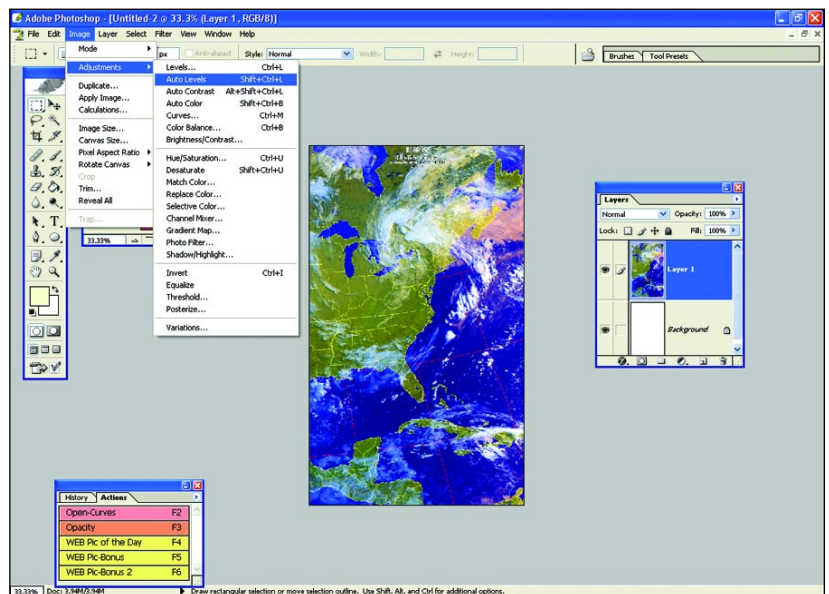 Adobe Photoshop - [Untitled-2 @ 33.3% (Layer 1, RGB/8)]
File Edit Image Layer Select Filter View Window Help
px Anti-aliased Style: Normal Width: Height:
Brushes Tool Presets
Mode
Adjustments
Duplicate...
Apply Image...
Calculations...
Image Size...
Canvas Size...
Pixel Aspect Ratio
Rotate Canvas
Crop
Trim...
Reveal All
Trap...
Levels... Ctrl+L
Auto Levels Shift+Ctrl+L
Auto Contrast Alt+Shift+Ctrl+L
Auto Color Shift+Ctrl+B
Curves... Ctrl+M
Color Balance... Ctrl+B
Brightness/Contrast...
Hue/Saturation... Ctrl+U
Desaturate Shift+Ctrl+U
Match Color...
Replace Color...
Selective Color...
Channel Mixer...
Gradient Map...
Photo Filter...
Shadow/Highlight...
Invert Ctrl+I
Equalize
Threshold...
Posterize...
Variations...
33.33%
Layers
Normal Opacity: 100%
Lock: Fill: 100%
Layer 1
Background
History Actions
Open-Curves F2
Opacity F3
WEB Pic of the Day F4
WEB Pic-Bonus F5
WEB Pic-Bonus 2 F6
33.33% Doc: 3.94M/3.94M Draw rectangular selection or move selection outline. Use Shift, Alt, and Ctrl for additional options.